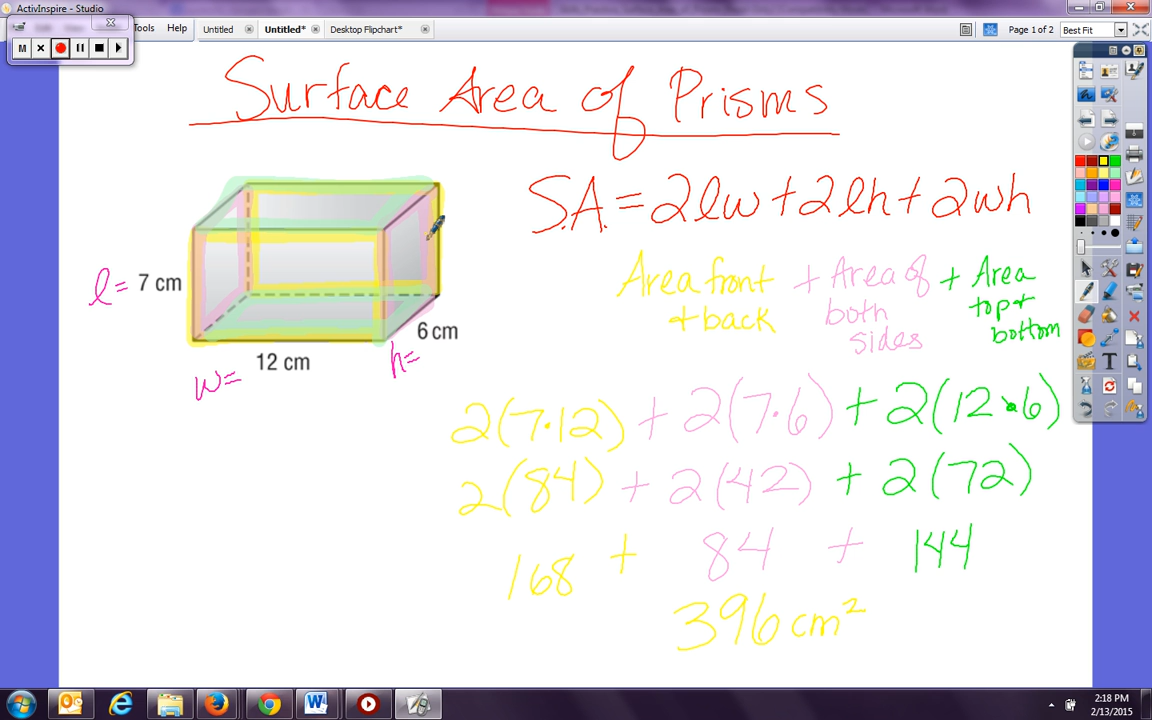 ActivInspire - Studio
Tools Help Untitled Untitled* Desktop Flipchart* Page 1 of 2 Best Fit
M
Surface Area of Prisms
S.A. = 2lw + 2lh + 2wh
Area front + Area of + Area
+ back both top +
sides bottom
l = 7 cm
6 cm
h =
12 cm
w =
2(7·12) + 2(7·6) + 2(12·6)
2(84) + 2(42) + 2(72)
168 + 84 + 144
396 cm²
2:18 PM
2/13/2015